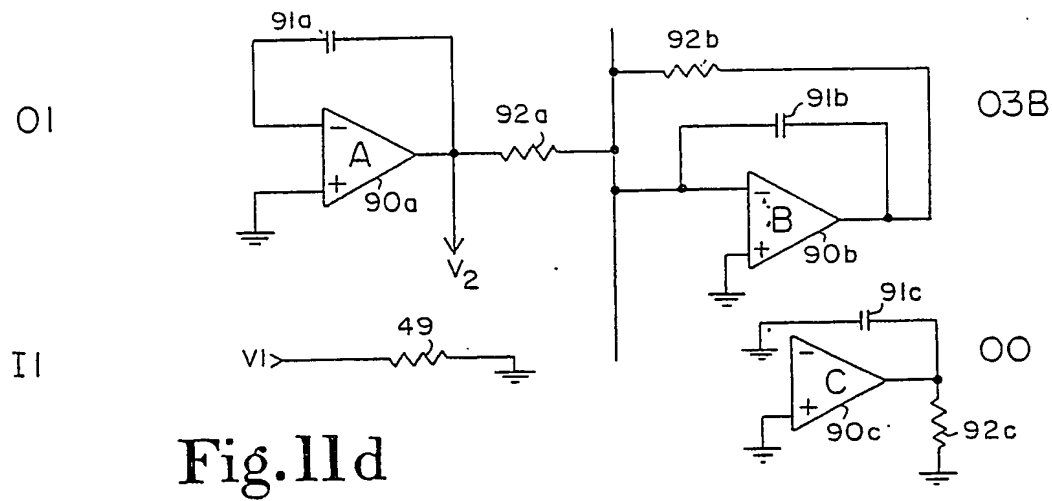 91a
92b
O1
A
92a
91b
O3B
−
+
90a
V2
−
B
+
90b
91c
I1
V1
49
−
C
+
90c
OO
92c
Fig.11d